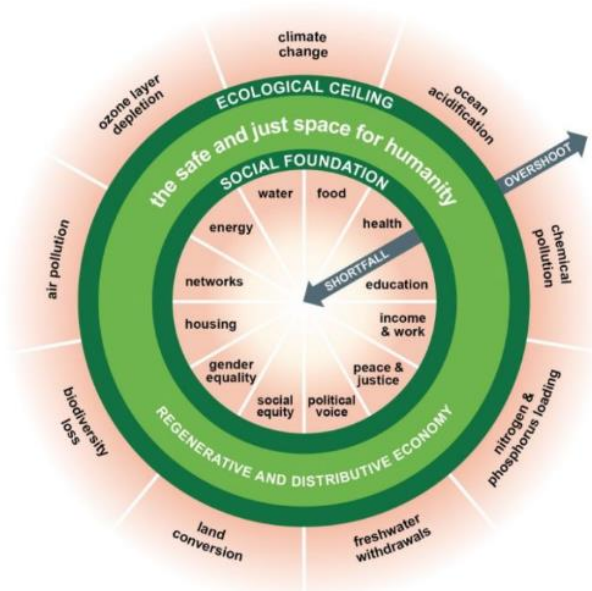 climate
change
ocean
acidification
chemical
pollution
nitrogen &
phosphorus loading
freshwater
withdrawals
land
conversion
biodiversity
loss
air pollution
ozone layer
depletion
ECOLOGICAL CEILING
the safe and just space for humanity
SOCIAL FOUNDATION
OVERSHOOT
SHORTFALL
water
food
health
education
income
& work
peace &
justice
political
voice
social
equity
gender
equality
housing
networks
energy
REGENERATIVE AND DISTRIBUTIVE ECONOMY